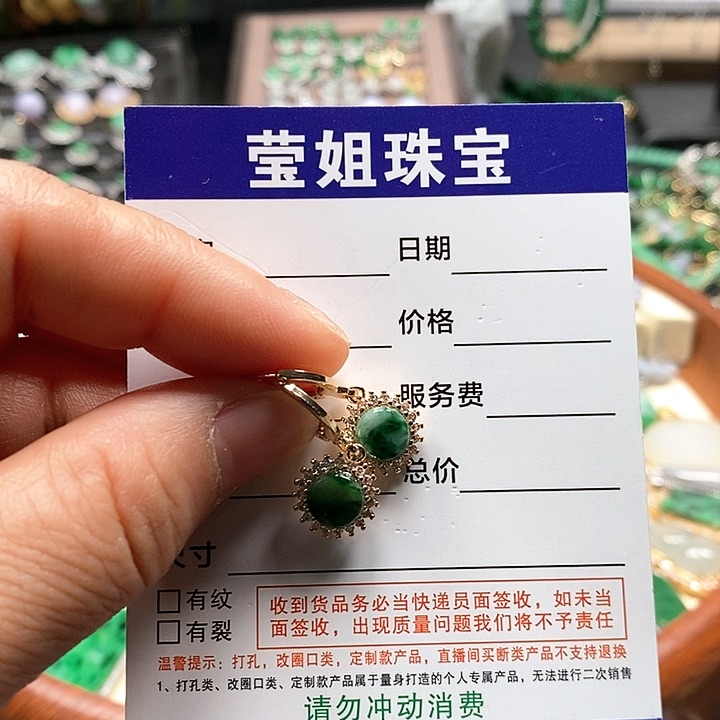 莹姐珠宝
日期
价格
服务费
总价
寸
有纹
有裂
收到货品务必当快递员面签收，如未当
面签收，出现质量问题我们将不予责任
温馨提示：打孔，改圈口类，定制款产品，直播间买断类产品不支持退换
1、打孔类、改圈口类、定制款产品属于量身打造的个人专属产品，无法进行二次销售
请勿冲动消费